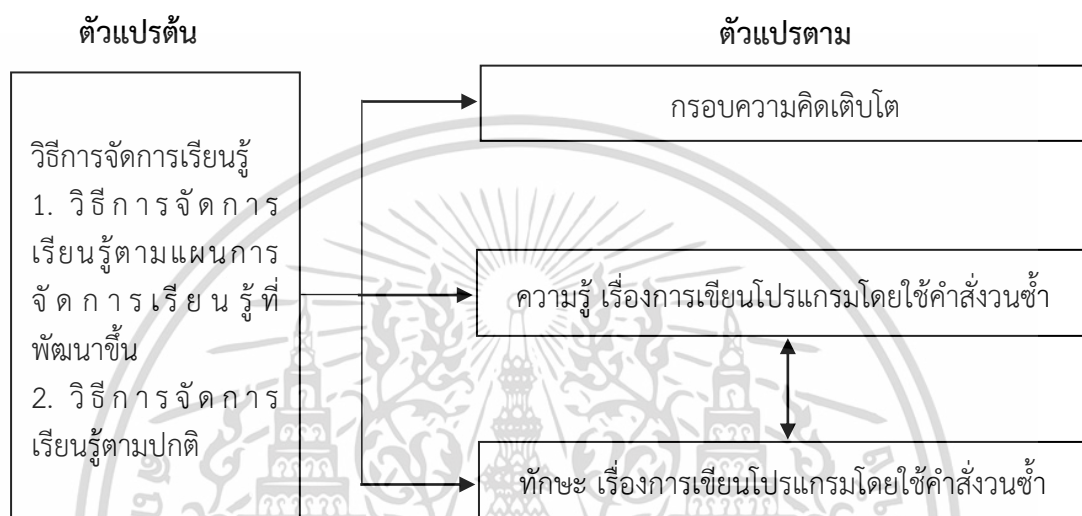 ตัวแปรต้น
ตัวแปรตาม
วิธีการจัดการเรียนรู้
1. วิธีการจัดการ
เรียนรู้ตามแผนการ
จัดการเรียนรู้ที่
พัฒนาขึ้น
2. วิธีการจัดการ
เรียนรู้ตามปกติ
กรอบความคิดเติบโต
ความรู้ เรื่องการเขียนโปรแกรมโดยใช้คำสั่งวนซ้ำ
ทักษะ เรื่องการเขียนโปรแกรมโดยใช้คำสั่งวนซ้ำ